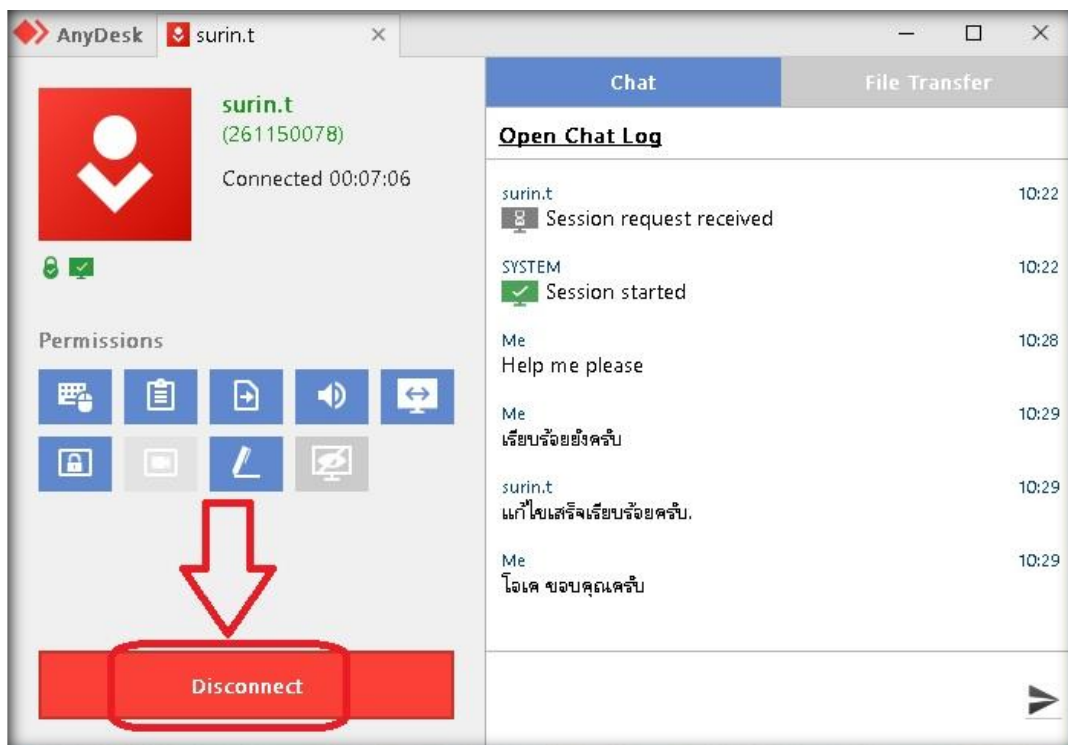 AnyDesk
surin.t
surin.t
(261150078)
Connected 00:07:06
Permissions
Disconnect
Chat
File Transfer
Open Chat Log
surin.t 10:22
Session request received
SYSTEM 10:22
Session started
Me 10:28
Help me please
Me 10:29
เรียบร้อยยังครับ
surin.t 10:29
แก้ไขเสร็จเรียบร้อยครับ.
Me 10:29
โอเค ขอบคุณครับ